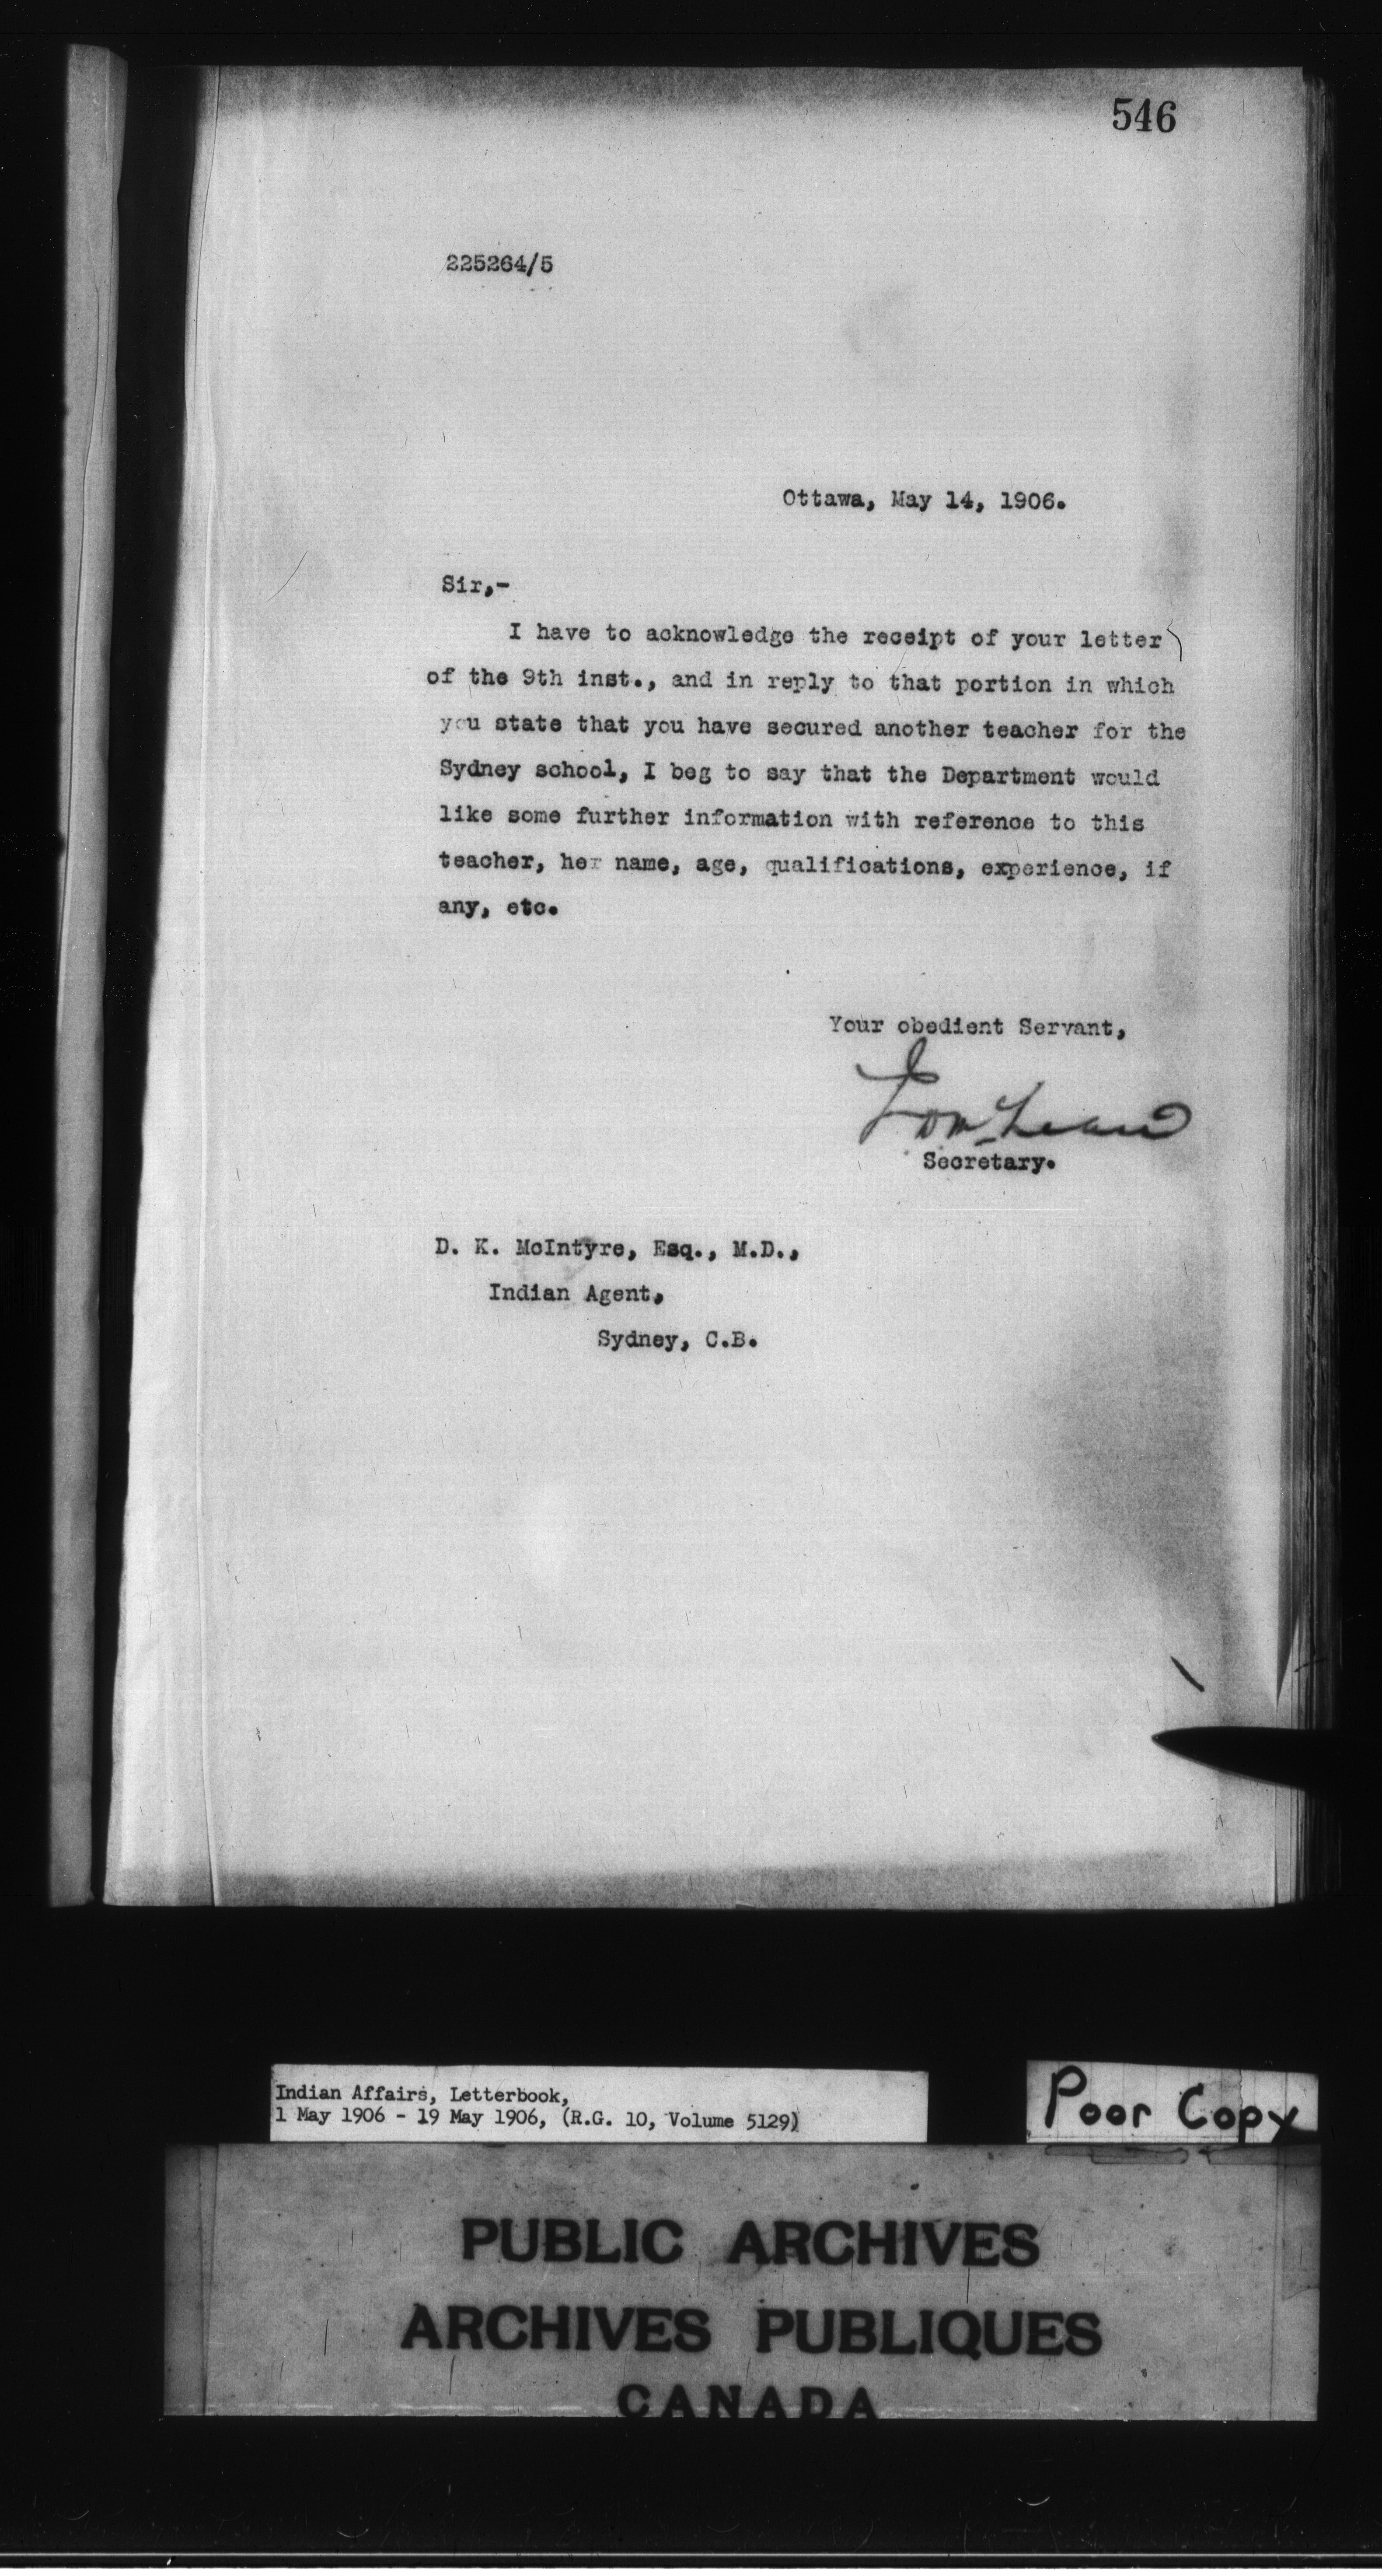 546
225264/5
Ottawa, May 14, 1906.
Sir,-
I have to acknowledge the receipt of your letter
of the 9th inst., and in reply to that portion in which
you state that you have secured another teacher for the
Sydney school, I beg to say that the Department would
like some further information with reference to this
teacher, her name, age, qualifications, experience, if
any, etc.
Your obedient Servant,
J D McLean
Secretary.
D. K. McIntyre, Esq., M.D.,
Indian Agent,
Sydney, C.B.
Indian Affairs, Letterbook,
1 May 1906 - 19 May 1906, (R.G. 10, Volume 5129)
Poor Copy
PUBLIC ARCHIVES
ARCHIVES PUBLIQUES
CANADA